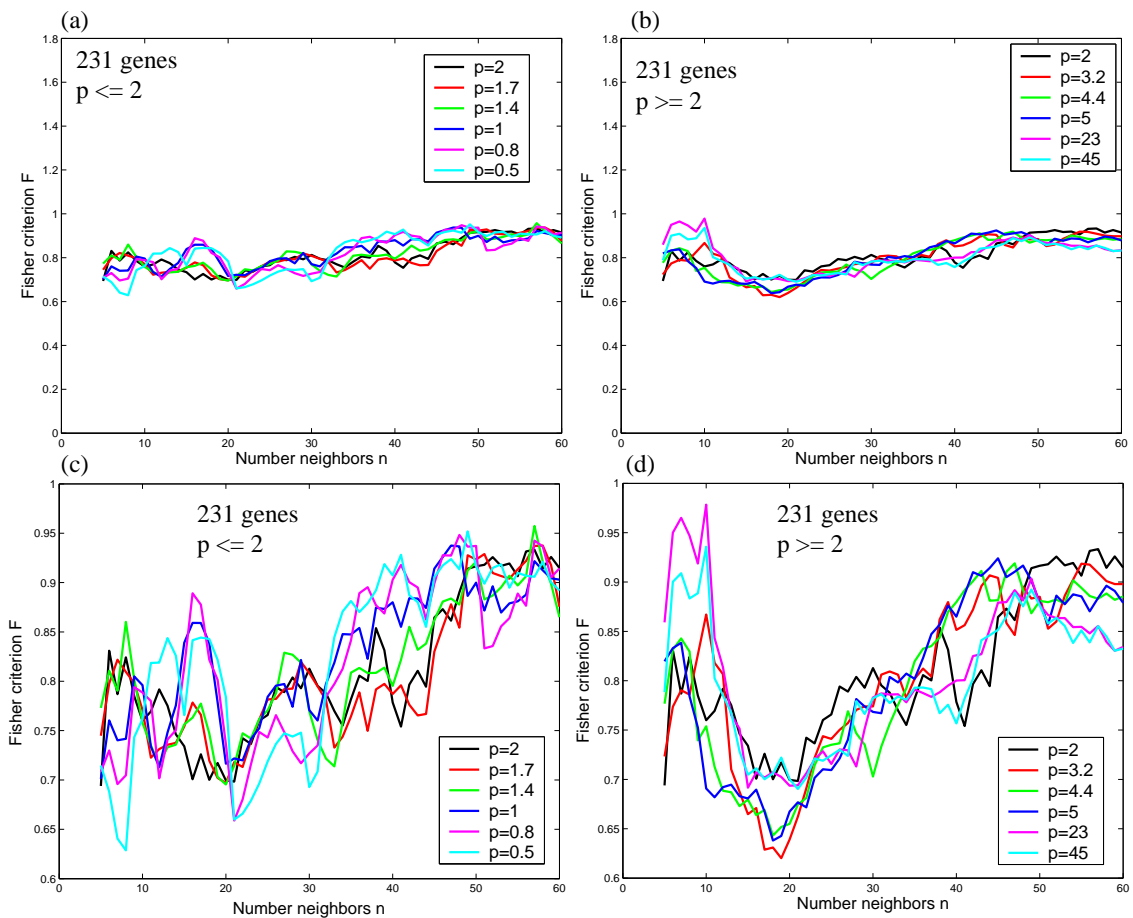 (a)
231 genes
p <= 2
p=2
p=1.7
p=1.4
p=1
p=0.8
p=0.5
Fisher criterion F
1.8
1.6
1.4
1.2
1
0.8
0.6
0.4
0.2
0
0 10 20 30 40 50 60
Number neighbors n
(b)
231 genes
p >= 2
p=2
p=3.2
p=4.4
p=5
p=23
p=45
Fisher criterion F
1.8
1.6
1.4
1.2
1
0.8
0.6
0.4
0.2
0
0 10 20 30 40 50 60
Number neighbors n
(c)
231 genes
p <= 2
p=2
p=1.7
p=1.4
p=1
p=0.8
p=0.5
Fisher criterion F
1
0.95
0.9
0.85
0.8
0.75
0.7
0.65
0.6
0 10 20 30 40 50 60
Number neighbors n
(d)
231 genes
p >= 2
p=2
p=3.2
p=4.4
p=5
p=23
p=45
Fisher criterion F
1
0.95
0.9
0.85
0.8
0.75
0.7
0.65
0.6
0 10 20 30 40 50 60
Number neighbors n